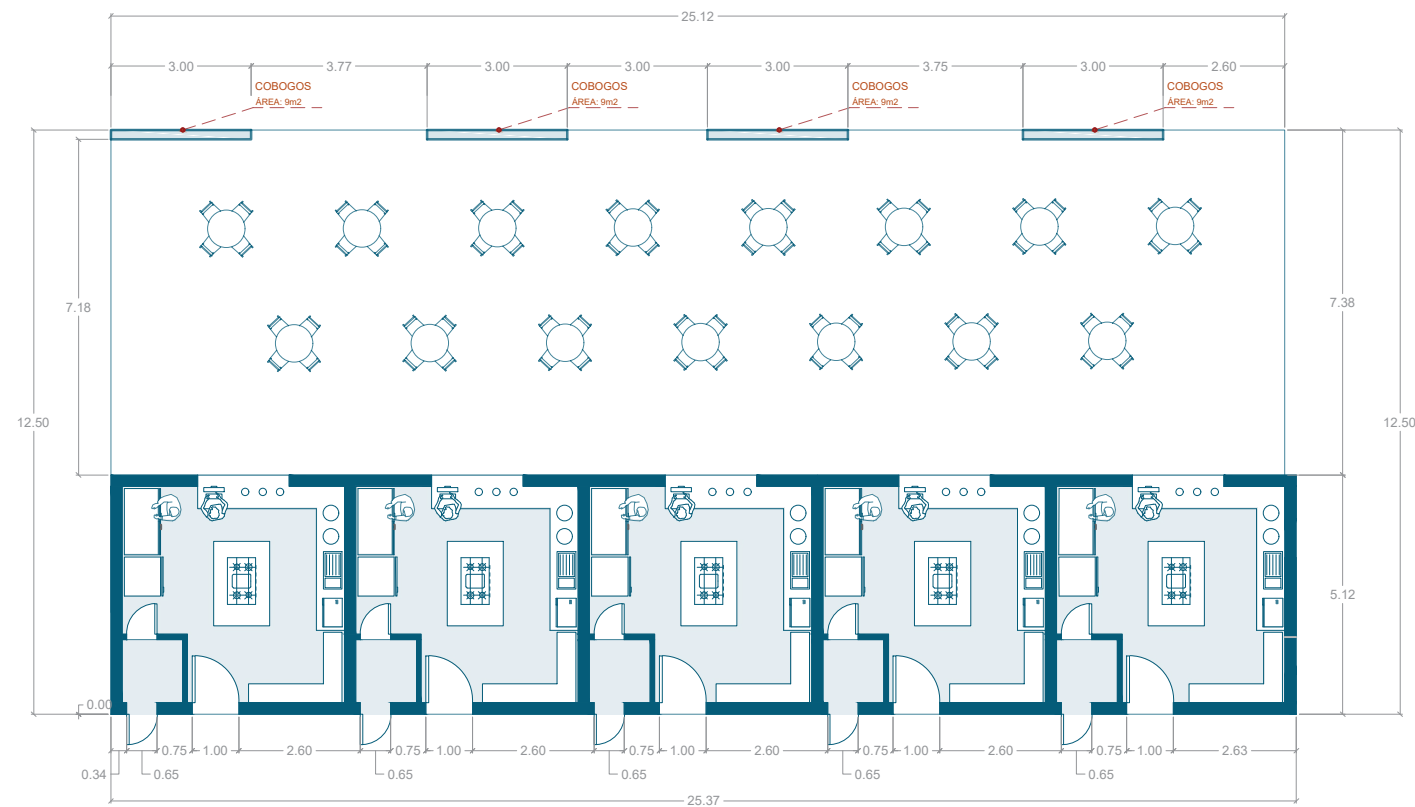 25.12
3.00 3.77 3.00 3.00 3.00 3.75 3.00 2.60
COBOGOS COBOGOS COBOGOS COBOGOS
ÁREA: 9m2 ÁREA: 9m2 ÁREA: 9m2 ÁREA: 9m2
7.18 7.38
12.50 12.50
5.12
0.00
0.75 1.00 2.60 0.75 1.00 2.60 0.75 1.00 2.60 0.75 1.00 2.60 0.75 1.00 2.63
0.34 0.65 0.65 0.65 0.65 0.65
25.37